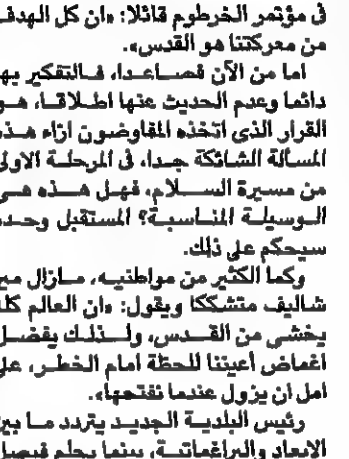 في مؤتمر الخرطوم قائلا: «ان كل الهدف
من معركتنا هو القدس».
اما من الآن فصاعدا، فالتفكير بها
دائما وعدم الحديث عنها اطلاقا، هو
القرار الذي اتخذه المفاوضون ازاء هذه
المسألة الشائكة جدا، في المرحلة الاولى
من مسيرة السلام، فهل هذه هي
الوسيلة المناسبة؟ المستقبل وحده
سيحكم على ذلك.
وكما الكثير من مواطنيه، مازال مير
شاليف متشككا ويقول: «ان العالم كله
يخشى من القدس، ولذلك يفضل
اغماض أعيننا للحظة امام الخطر، على
امل ان يزول عندما نفتحها».
رئيس البلدية الجديد يتردد ما بين
الابعاد والبراغماتية، بينما يحلم فيصل